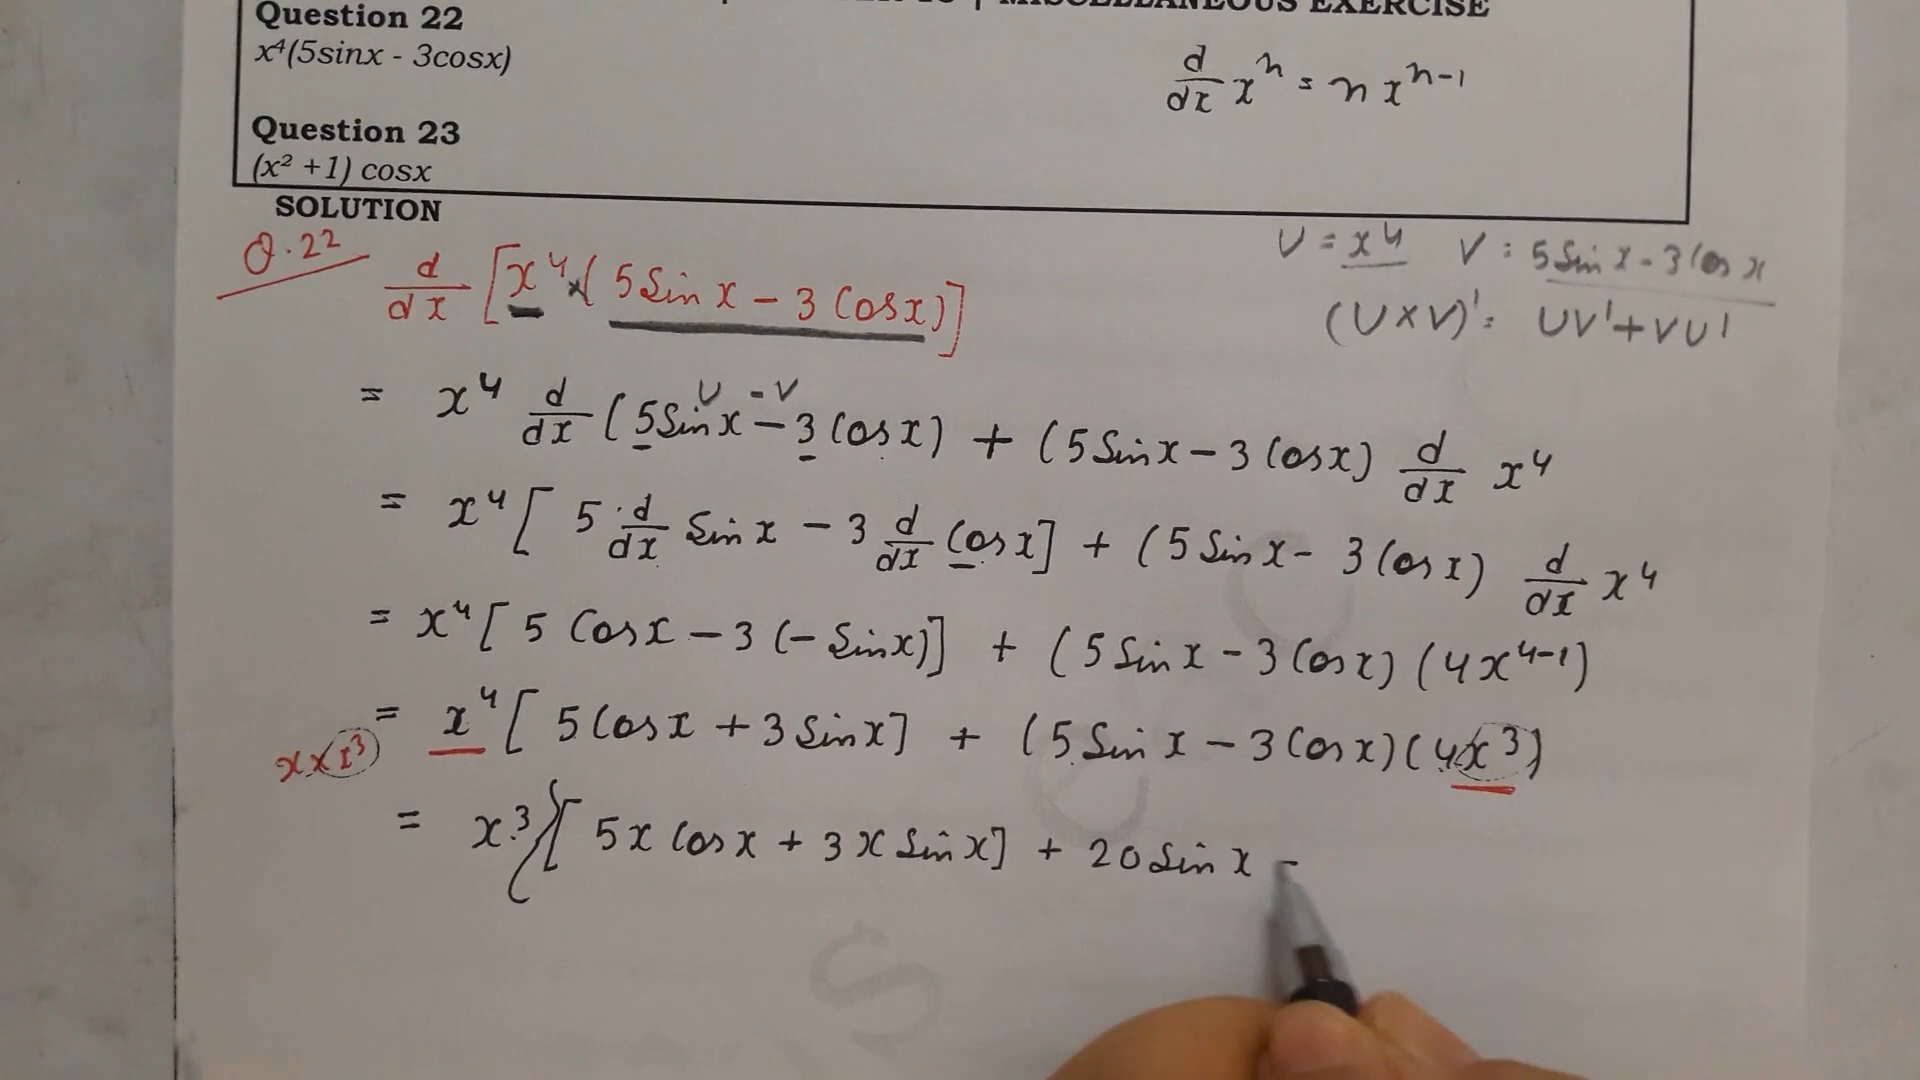 MISCELLANEOUS EXERCISE
Question 22
x⁴(5sinx - 3cosx)
d/dx xⁿ = n xⁿ⁻¹
Question 23
(x² +1) cosx
SOLUTION
Q.22
d/dx [x⁴ × (5 Sin x - 3 Cos x)]
U = x⁴ V = 5 Sin x - 3 Cos x
(U×V)' = UV' + VU'
U - V
= x⁴ d/dx (5 Sin x - 3 Cos x) + (5 Sin x - 3 Cos x) d/dx x⁴
= x⁴ [ 5 d/dx Sin x - 3 d/dx Cos x] + (5 Sin x - 3 Cos x) d/dx x⁴
= x⁴ [ 5 Cos x - 3 (- Sin x)] + (5 Sin x - 3 Cos x) (4x⁴⁻¹)
= x⁴ [ 5 Cos x + 3 Sin x] + (5 Sin x - 3 Cos x) (4x³)
x × x³
= x³ { [ 5x Cos x + 3x Sin x] + 20 Sin x -